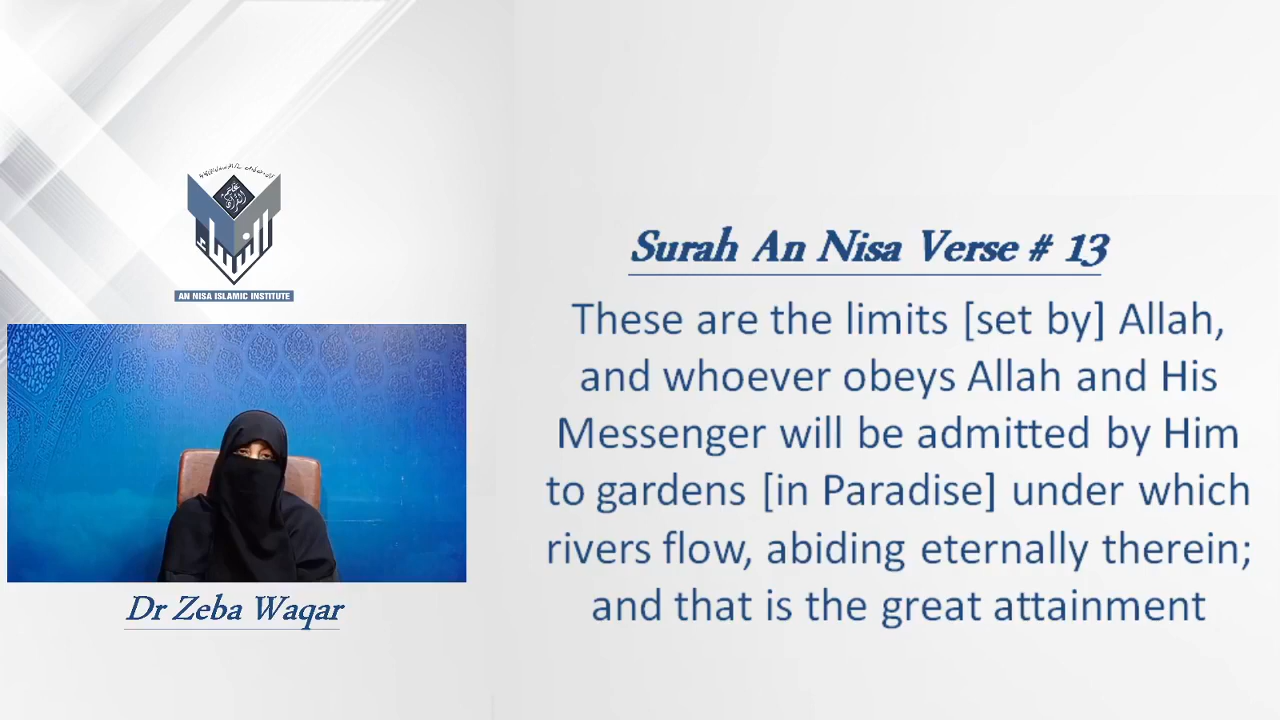 النساء
AN NISA ISLAMIC INSTITUTE
Dr Zeba Waqar
Surah An Nisa Verse # 13
These are the limits [set by] Allah,
and whoever obeys Allah and His
Messenger will be admitted by Him
to gardens [in Paradise] under which
rivers flow, abiding eternally therein;
and that is the great attainment